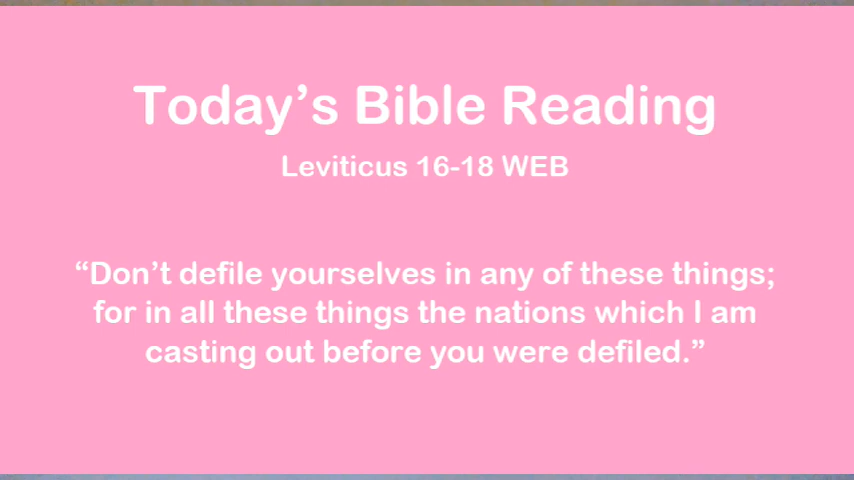 Today’s Bible Reading
Leviticus 16-18 WEB
“Don’t defile yourselves in any of these things;
for in all these things the nations which I am
casting out before you were defiled.”